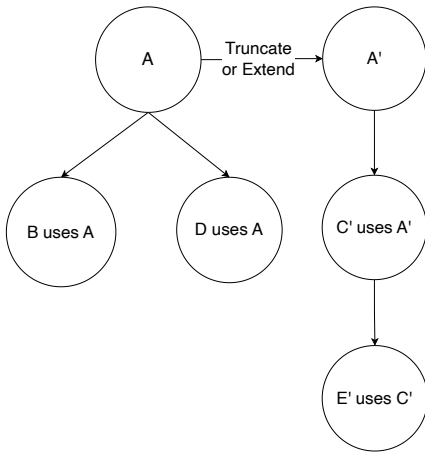 A
Truncate
or Extend
A'
B uses A
D uses A
C' uses A'
E' uses C'